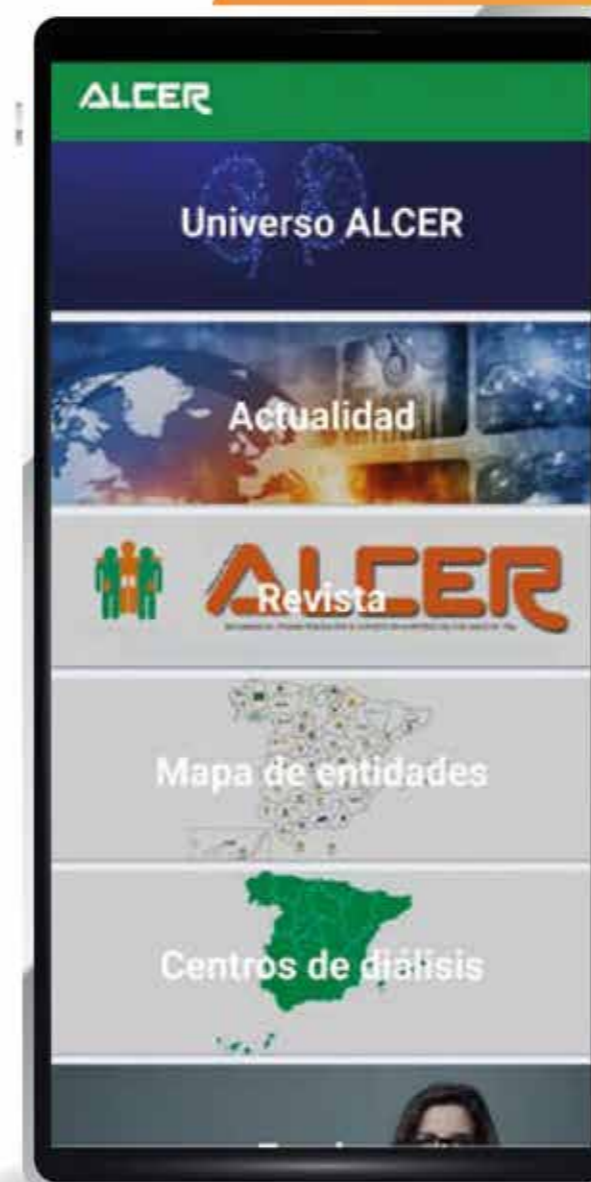 ALCER
Universo ALCER
Actualidad
ALCER
Revista
Mapa de entidades
Centros de diálisis